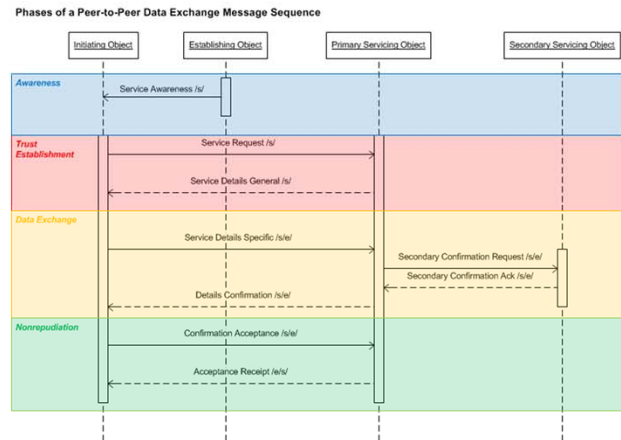 Phases of a Peer-to-Peer Data Exchange Message Sequence
Initiating Object
Establishing Object
Primary Servicing Object
Secondary Servicing Object
Awareness
Service Awareness /s/
Trust
Establishment
Service Request /s/
Service Details General /s/
Data Exchange
Service Details Specific /s/e/
Secondary Confirmation Request /s/e/
Secondary Confirmation Ack /s/e/
Details Confirmation /s/e/
Nonrepudiation
Confirmation Acceptance /s/e/
Acceptance Receipt /e/s/